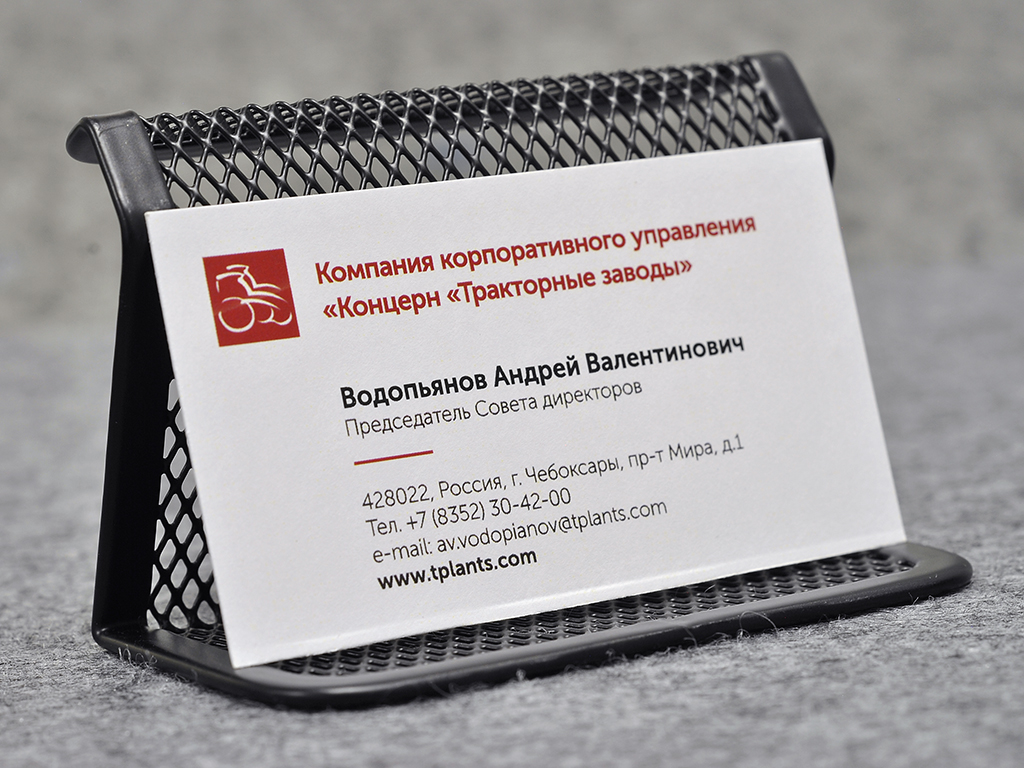 Компания корпоративного управления
«Концерн «Тракторные заводы»
Водопьянов Андрей Валентинович
Председатель Совета директоров
428022, Россия, г. Чебоксары, пр-т Мира, д.1
Тел. +7 (8352) 30-42-00
e-mail: av.vodopianov@tplants.com
www.tplants.com